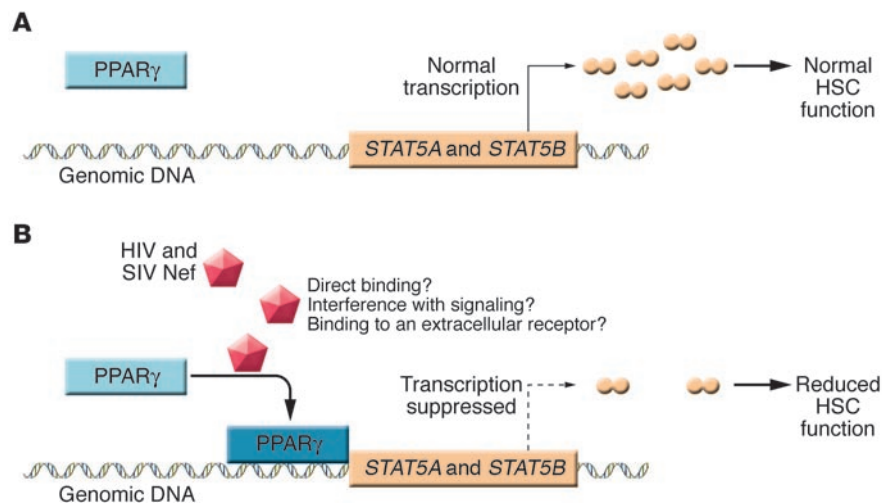 A
PPARγ
Normal
transcription
Normal
HSC
function
STAT5A and STAT5B
Genomic DNA
B
HIV and
SIV Nef
Direct binding?
Interference with signaling?
Binding to an extracellular receptor?
PPARγ
Transcription
suppressed
Reduced
HSC
function
PPARγ
STAT5A and STAT5B
Genomic DNA